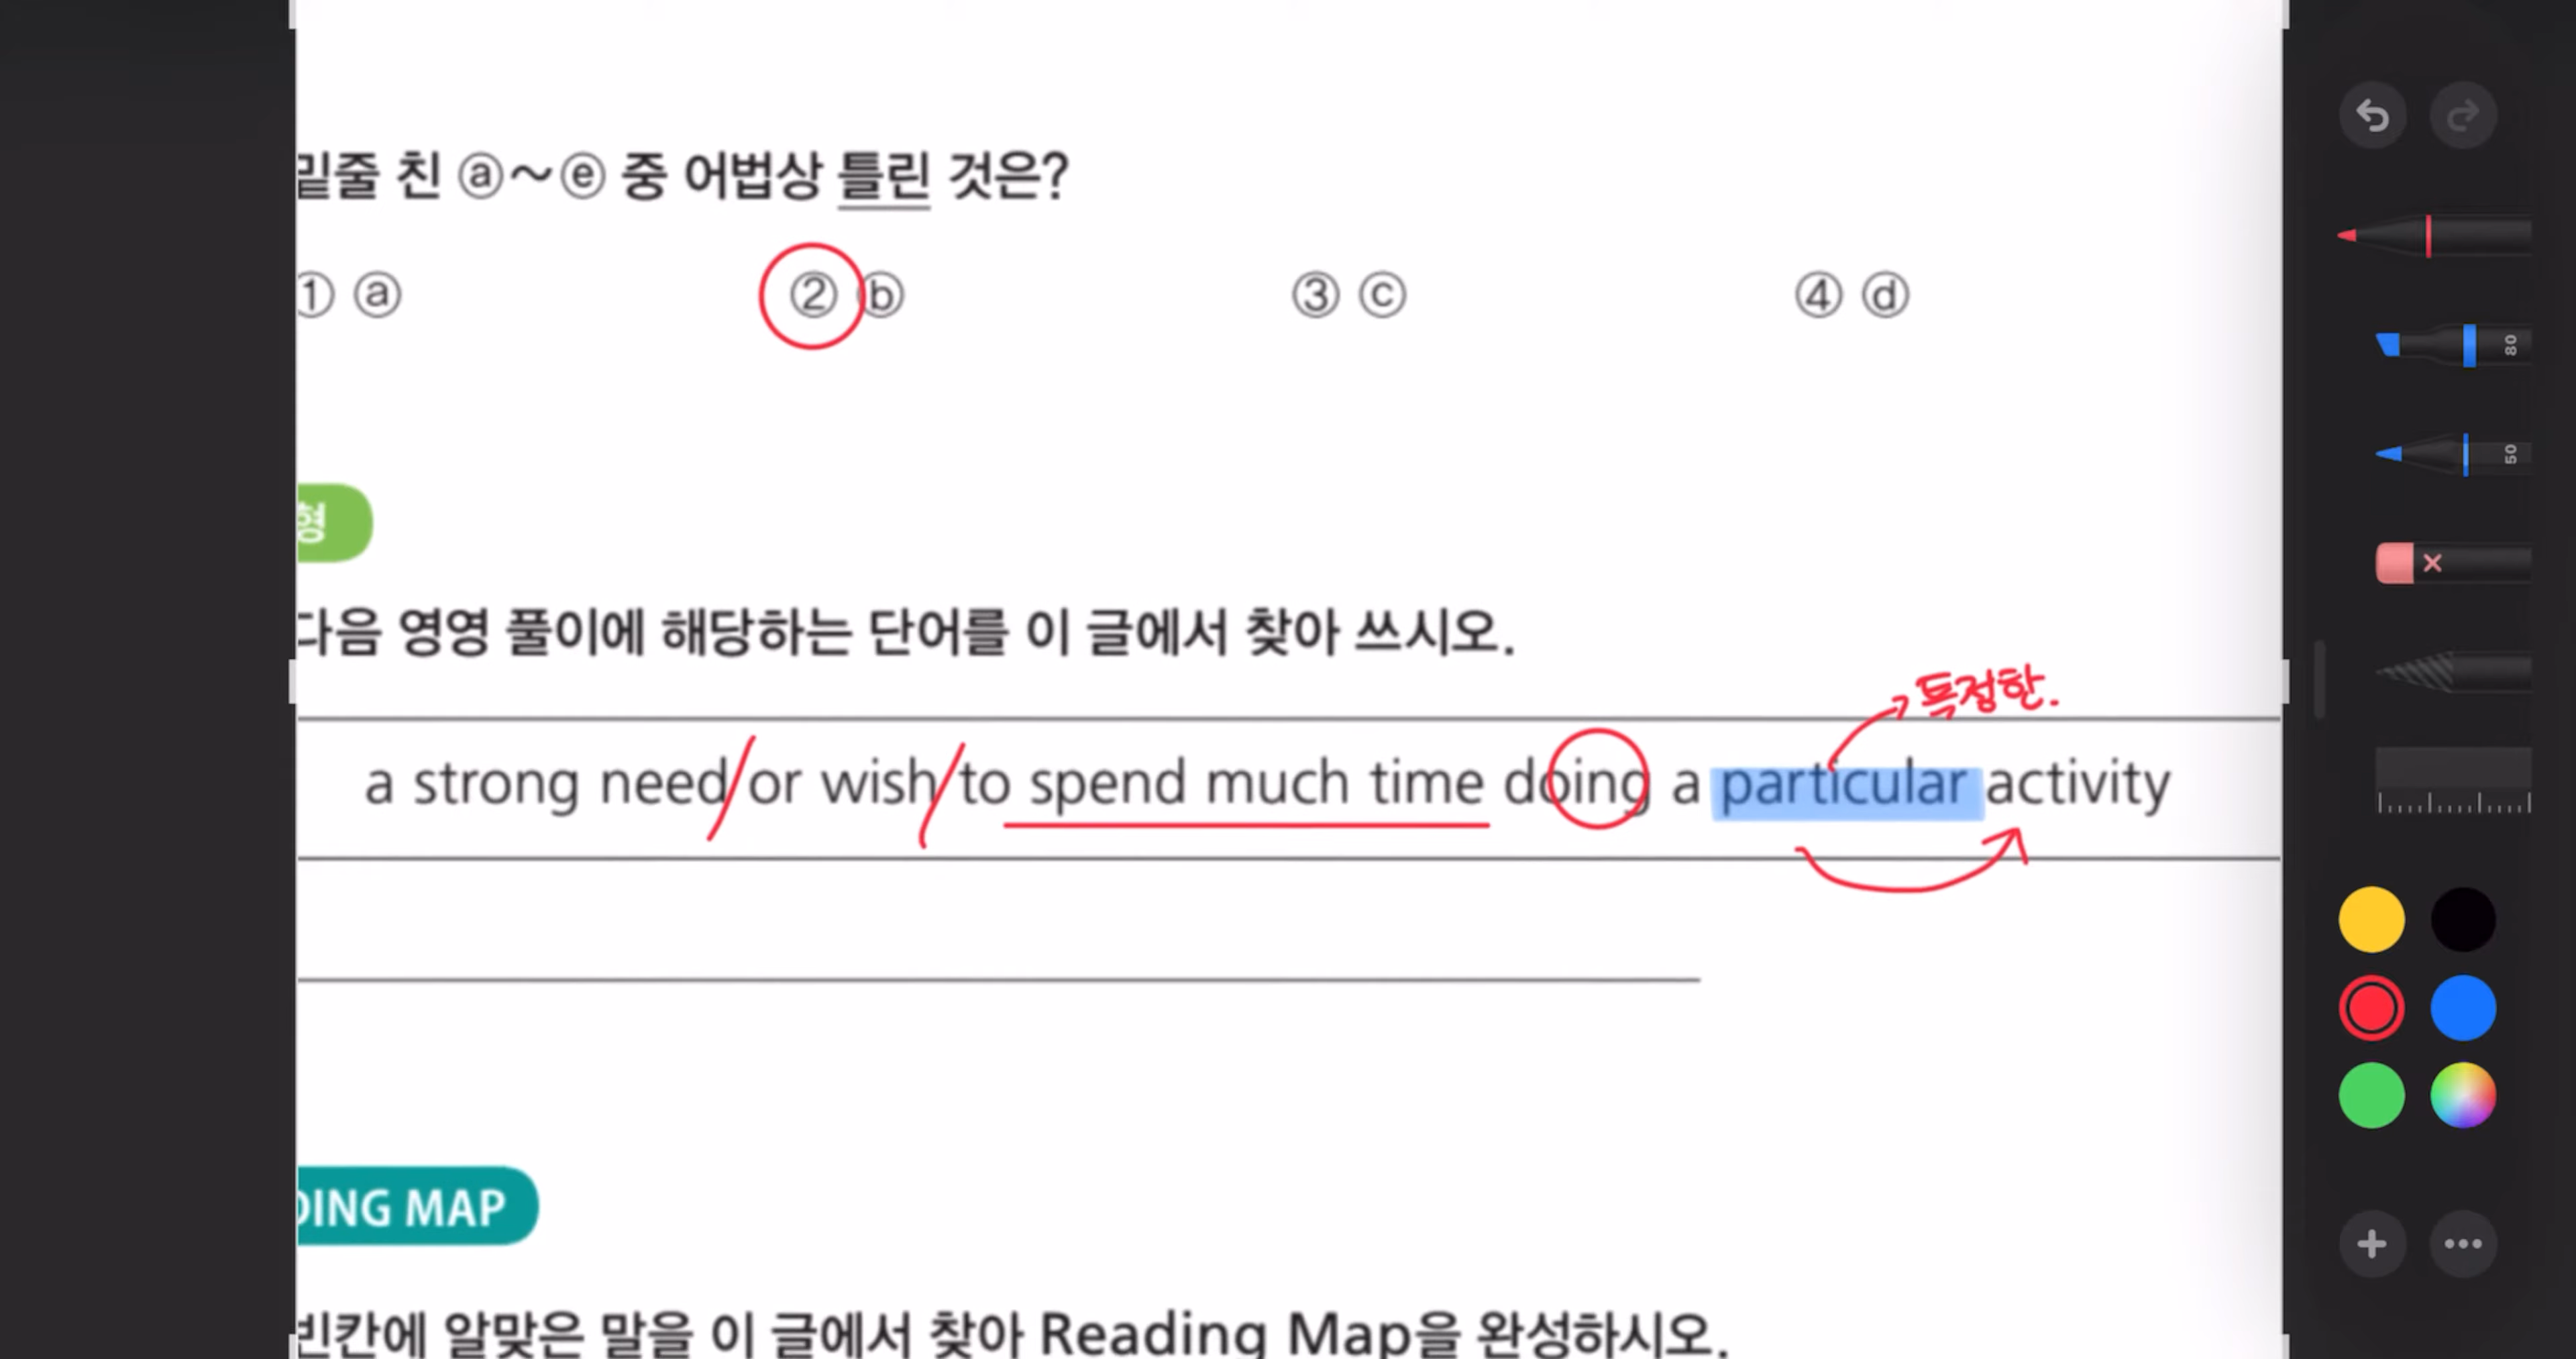 밑줄 친 ⓐ~ⓔ 중 어법상 틀린 것은?
① ⓐ ② ⓑ ③ ⓒ ④ ⓓ
형
다음 영영 풀이에 해당하는 단어를 이 글에서 찾아 쓰시오.
특정한.
a strong need/or wish/to spend much time doing a particular activity
DING MAP
빈칸에 알맞은 말을 이 글에서 찾아 Reading Map을 완성하시오.
80
50